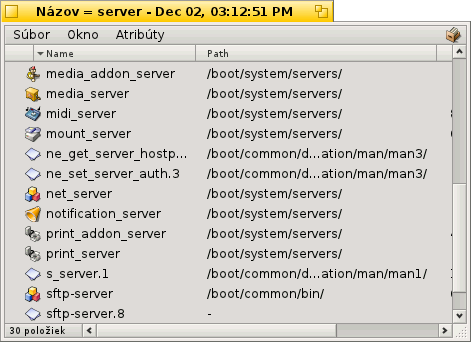 Názov = server - Dec 02, 03:12:51 PM
Súbor Okno Atribúty
Name Path
media_addon_server /boot/system/servers/
media_server /boot/system/servers/
midi_server /boot/system/servers/
mount_server /boot/system/servers/
ne_get_server_hostp... /boot/common/d...ation/man/man3/
ne_set_server_auth.3 /boot/common/d...ation/man/man3/
net_server /boot/system/servers/
notification_server /boot/system/servers/
print_addon_server /boot/system/servers/
print_server /boot/system/servers/
s_server.1 /boot/common/d...ation/man/man1/
sftp-server /boot/common/bin/
sftp-server.8 -
30 položiek